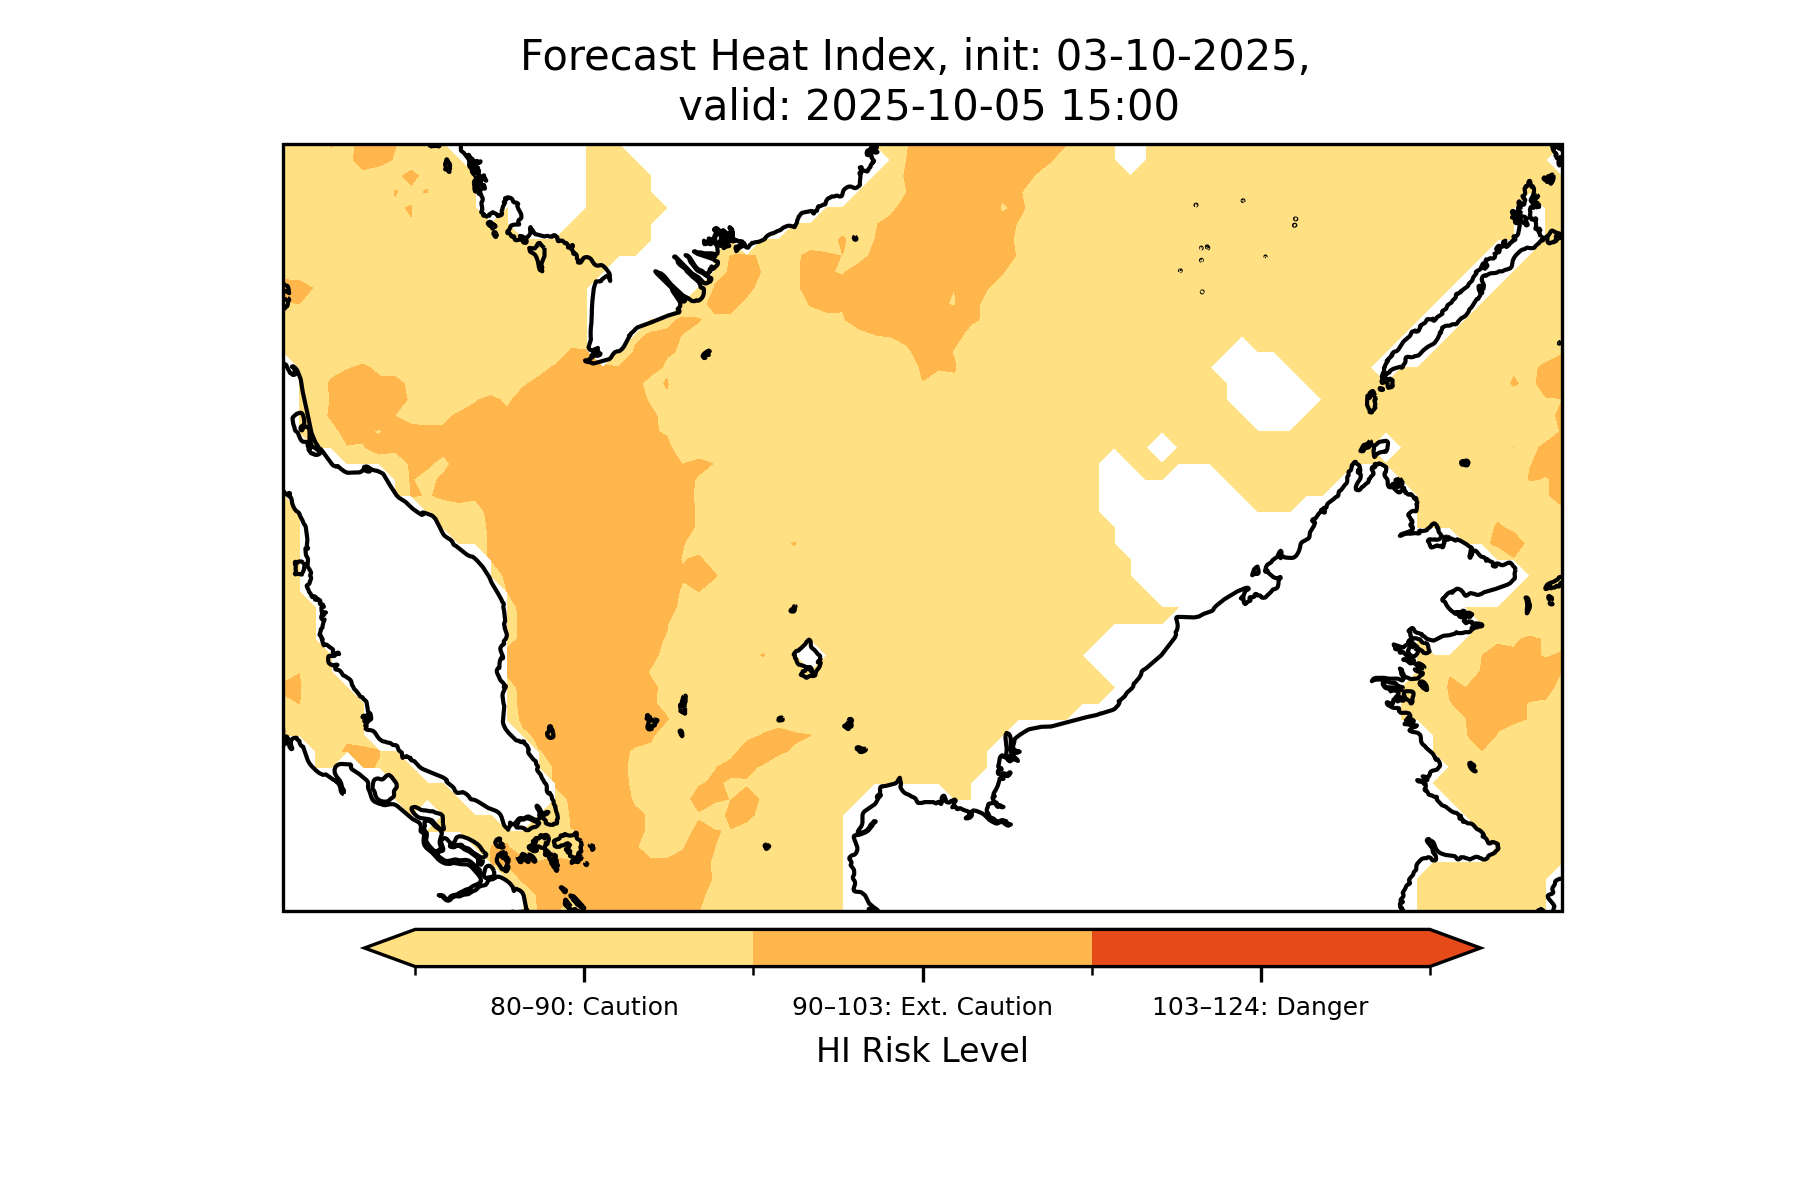 Forecast Heat Index, init: 03-10-2025,
valid: 2025-10-05 15:00
80–90: Caution
90–103: Ext. Caution
103–124: Danger
HI Risk Level